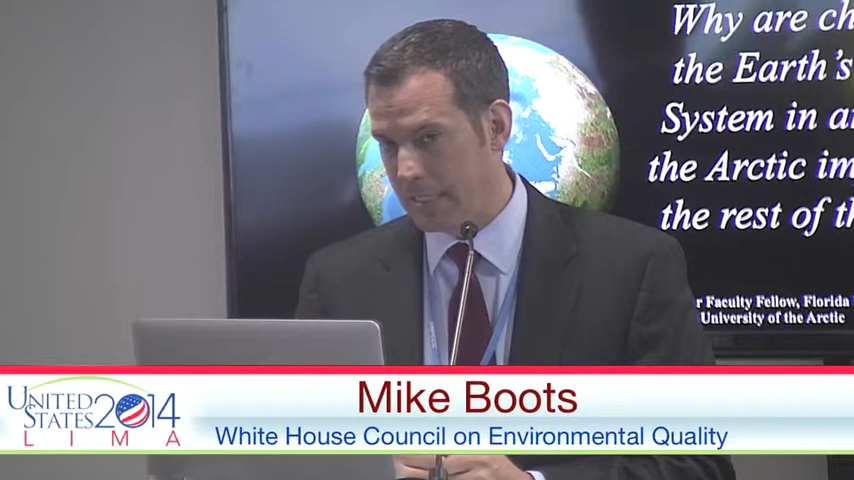 Why are ch
the Earth's
System in a
the Arctic im
the rest of th
r Faculty Fellow, Florida
University of the Arctic
Mike Boots
White House Council on Environmental Quality
UNITED
STATES 2014
LIMA